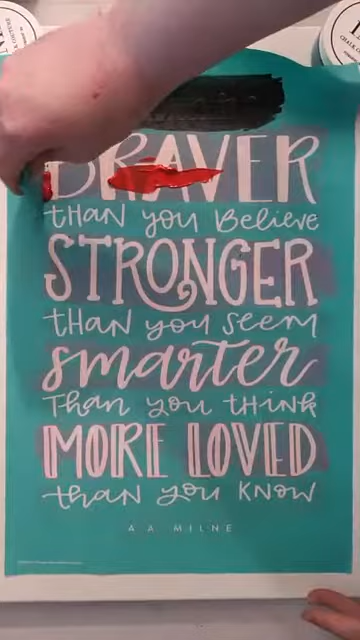 BRAVER
than you Believe
STRONGER
than you seem
smarter
Than you think
MORE LOVED
than you know
A A MILNE